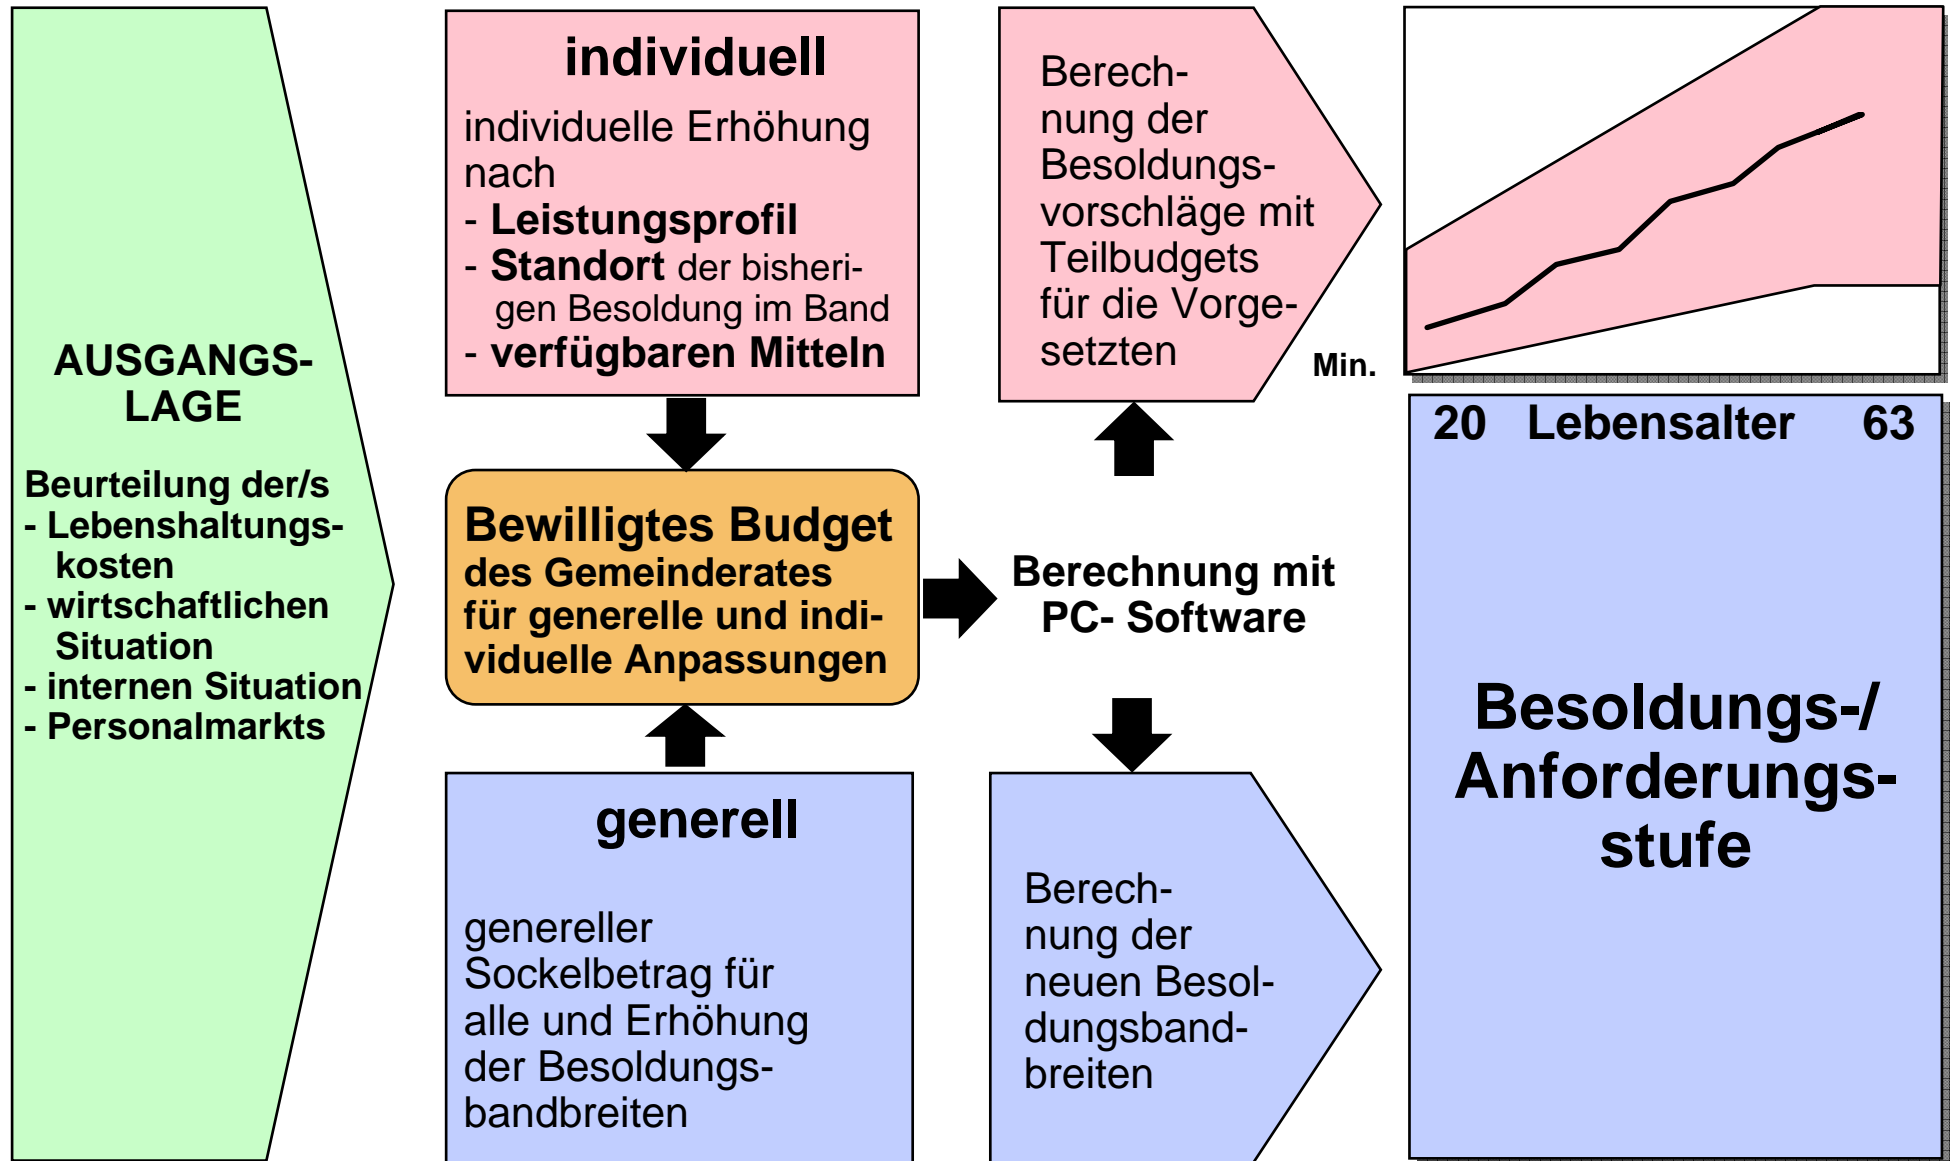 AUSGANGS-
LAGE
Beurteilung der/s
- Lebenshaltungs-
kosten
- wirtschaftlichen
Situation
- internen Situation
- Personalmarkts
individuell
individuelle Erhöhung
nach
- Leistungsprofil
- Standort der bisheri-
gen Besoldung im Band
- verfügbaren Mitteln
Bewilligtes Budget
des Gemeinderates
für generelle und indi-
viduelle Anpassungen
generell
genereller
Sockelbetrag für
alle und Erhöhung
der Besoldungs-
bandbreiten
Berech-
nung der
Besoldungs-
vorschläge mit
Teilbudgets
für die Vorge-
setzten
Berechnung mit
PC- Software
Berech-
nung der
neuen Besol-
dungsband-
breiten
Min.
20 Lebensalter 63
Besoldungs-/
Anforderungs-
stufe